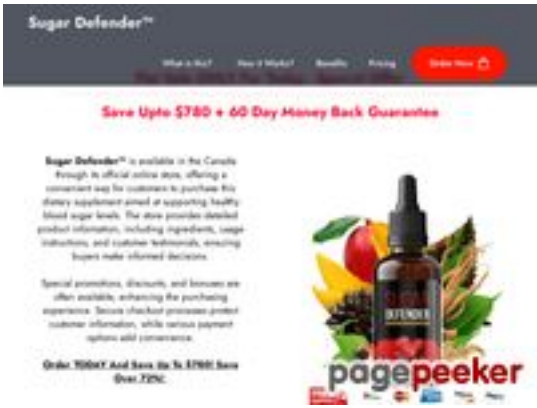 Sugar Defender™
What is this? How it Works? Benefits Pricing Order Now
Save Upto $780 + 60 Day Money Back Guarantee
Sugar Defender™ is available in the Canada
through its official online store, offering a
convenient way for customers to purchase this
dietary supplement aimed at supporting healthy
blood sugar levels. The store provides detailed
product information, including ingredients, usage
instructions, and customer testimonials, ensuring
buyers make informed decisions.
Special promotions, discounts, and bonuses are
often available, enhancing the purchasing
experience. Secure checkout processes protect
customer information, while various payment
options add convenience.
Order TODAY And Save Up To $780! Save
Over 72%!
SUGAR
DEFENDER
pagepeeker